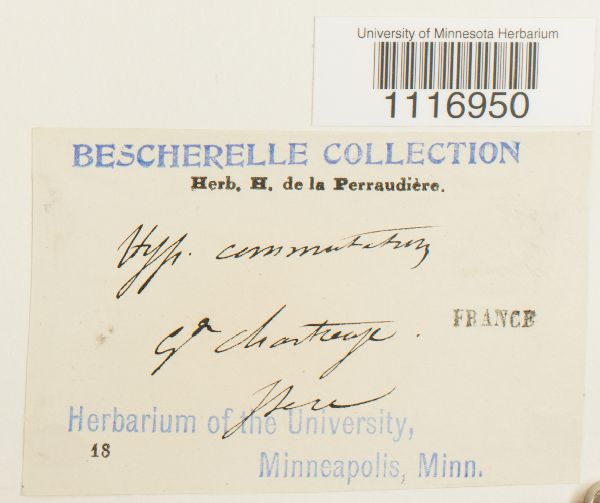 University of Minnesota Herbarium
1116950
BESCHERELLE COLLECTION
Herb. H. de la Perraudière.
Hyp. commutatum
Gde Chartreuse.
FRANCE
Isère
Herbarium of the University,
18
Minneapolis, Minn.